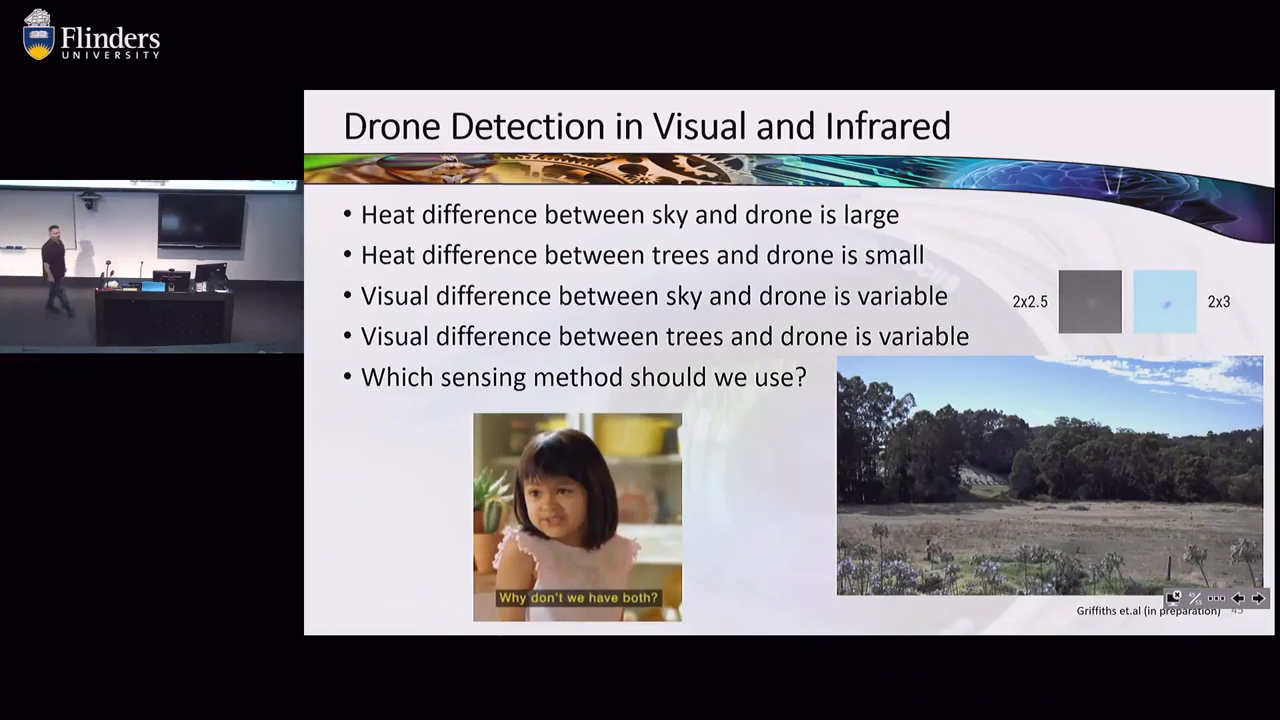 Flinders
UNIVERSITY
Drone Detection in Visual and Infrared
• Heat difference between sky and drone is large
• Heat difference between trees and drone is small
• Visual difference between sky and drone is variable
• Visual difference between trees and drone is variable
• Which sensing method should we use?
2x2.5
2x3
Why don't we have both?
Griffiths et.al (in preparation)